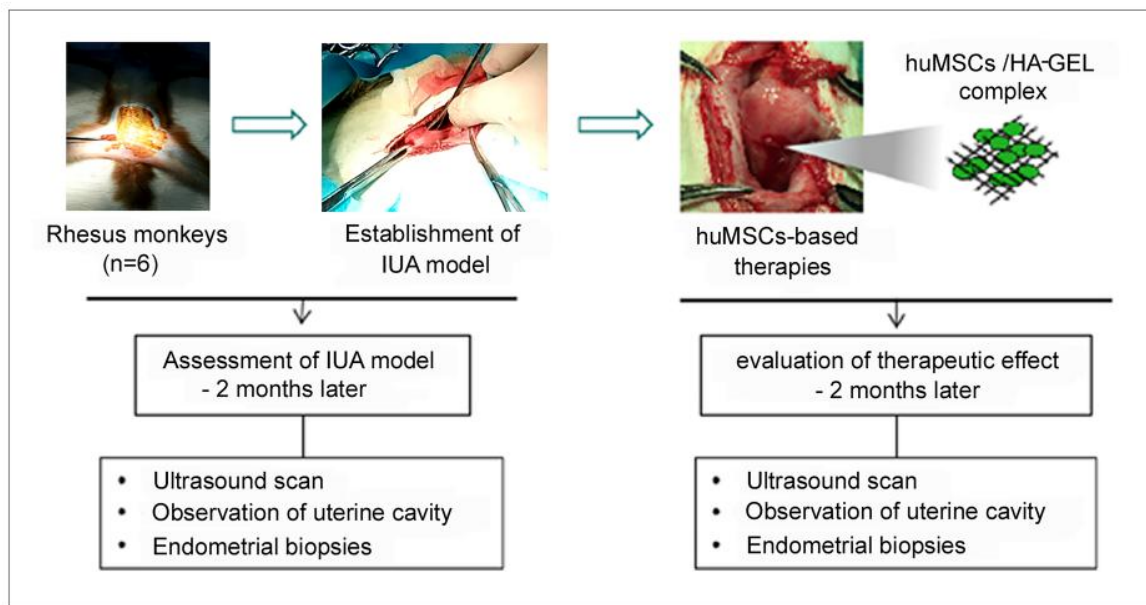 huMSCs /HA-GEL
complex
Rhesus monkeys
(n=6)
Establishment of
IUA model
huMSCs-based
therapies
Assessment of IUA model
- 2 months later
evaluation of therapeutic effect
- 2 months later
• Ultrasound scan
• Observation of uterine cavity
• Endometrial biopsies
• Ultrasound scan
• Observation of uterine cavity
• Endometrial biopsies